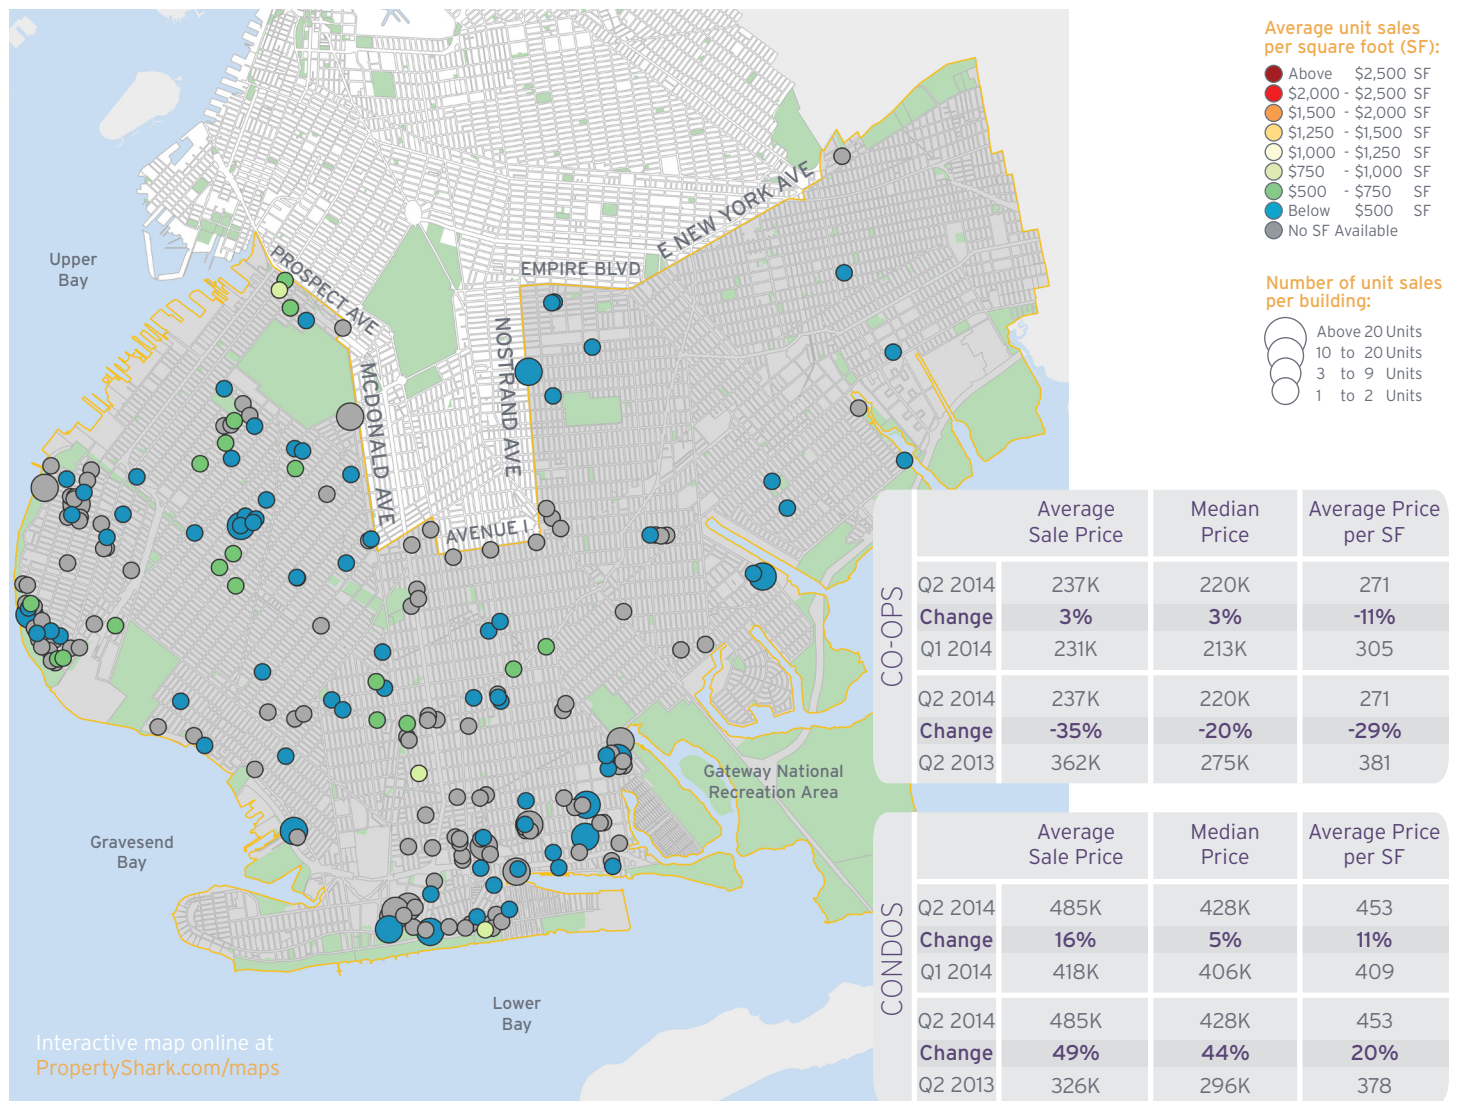 Average unit sales
per square foot (SF):
Above $2,500 SF
$2,000 - $2,500 SF
$1,500 - $2,000 SF
$1,250 - $1,500 SF
$1,000 - $1,250 SF
$750 - $1,000 SF
$500 - $750 SF
Below $500 SF
No SF Available
Number of unit sales
per building:
Above 20 Units
10 to 20 Units
3 to 9 Units
1 to 2 Units
Upper
Bay
PROSPECT AVE
EMPIRE BLVD
E NEW YORK AVE
NOSTRAND AVE
MCDONALD AVE
AVENUE I
Gateway National
Recreation Area
Gravesend
Bay
Lower
Bay
Interactive map online at
PropertyShark.com/maps
CO-OPS
Average
Sale Price
Median
Price
Average Price
per SF
Q2 2014 237K 220K 271
Change 3% 3% -11%
Q1 2014 231K 213K 305
Q2 2014 237K 220K 271
Change -35% -20% -29%
Q2 2013 362K 275K 381
CONDOS
Average
Sale Price
Median
Price
Average Price
per SF
Q2 2014 485K 428K 453
Change 16% 5% 11%
Q1 2014 418K 406K 409
Q2 2014 485K 428K 453
Change 49% 44% 20%
Q2 2013 326K 296K 378